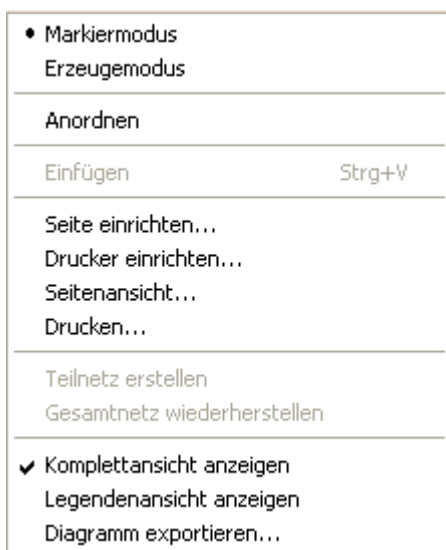 Markiermodus
Erzeugemodus
Anordnen
Einfügen Strg+V
Seite einrichten...
Drucker einrichten...
Seitenansicht...
Drucken...
Teilnetz erstellen
Gesamtnetz wiederherstellen
Komplettansicht anzeigen
Legendenansicht anzeigen
Diagramm exportieren...